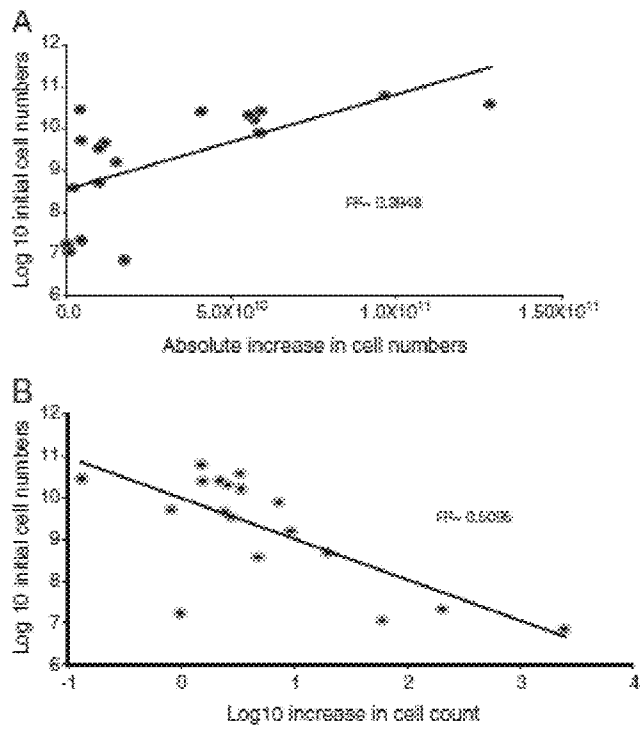 A
12
11
10
9
8
7
6
Log 10 initial cell numbers
0.0 5.0X10¹⁰ 1.0X10¹¹ 1.50X10¹¹
Absolute increase in cell numbers
B
12
11
10
9
8
7
6
Log 10 initial cell numbers
-1 0 1 2 3 4
Log10 increase in cell count